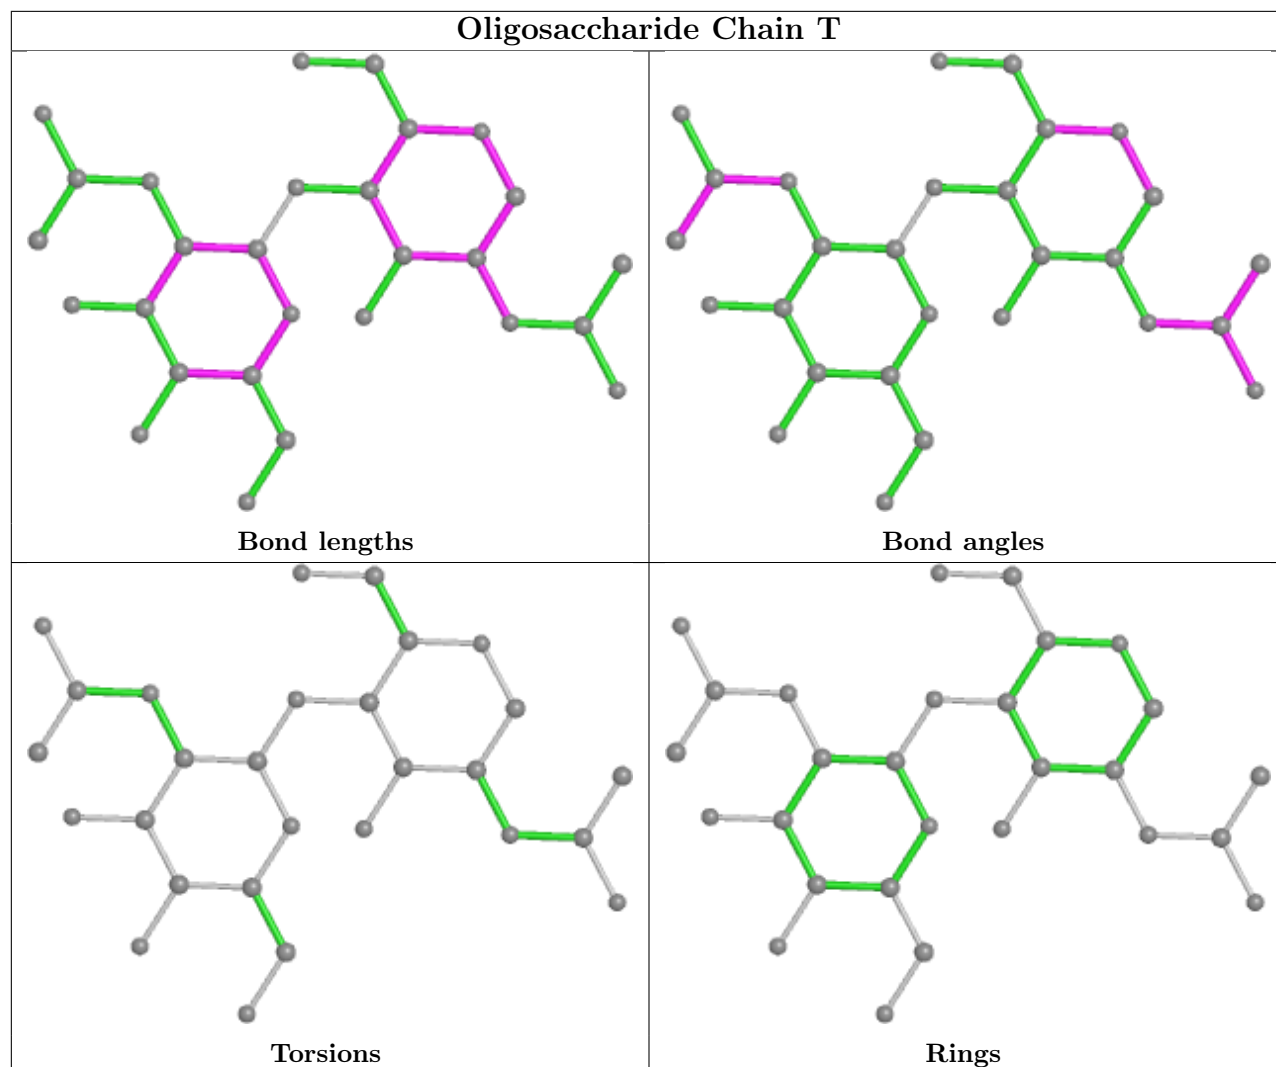 Oligosaccharide Chain T
Bond lengths
Bond angles
Torsions
Rings